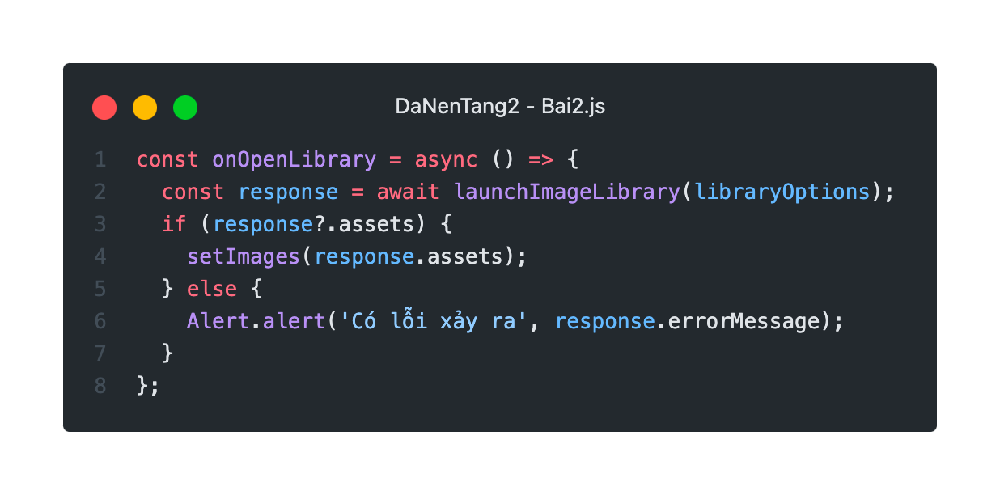 DaNenTang2 - Bai2.js
1 const onOpenLibrary = async () => {
2   const response = await launchImageLibrary(libraryOptions);
3   if (response?.assets) {
4     setImages(response.assets);
5   } else {
6     Alert.alert('Có lỗi xảy ra', response.errorMessage);
7   }
8 };